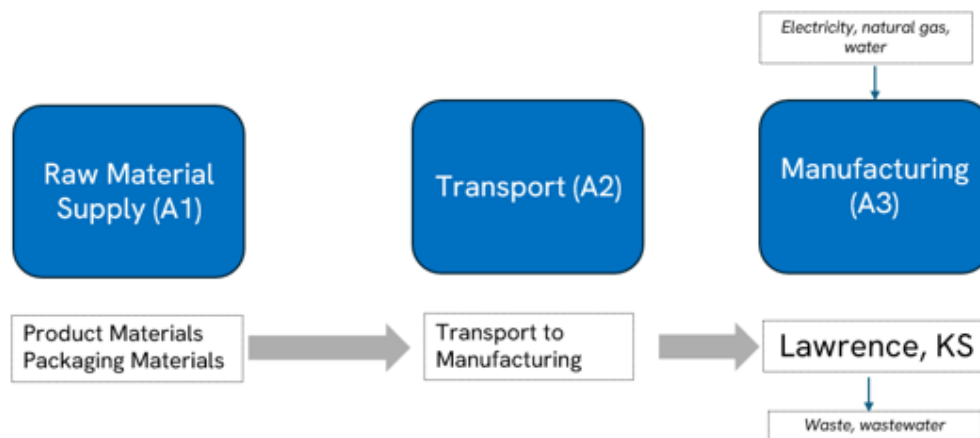 Electricity, natural gas,
water
Raw Material
Supply (A1)
Transport (A2)
Manufacturing
(A3)
Product Materials
Packaging Materials
Transport to
Manufacturing
Lawrence, KS
Waste, wastewater